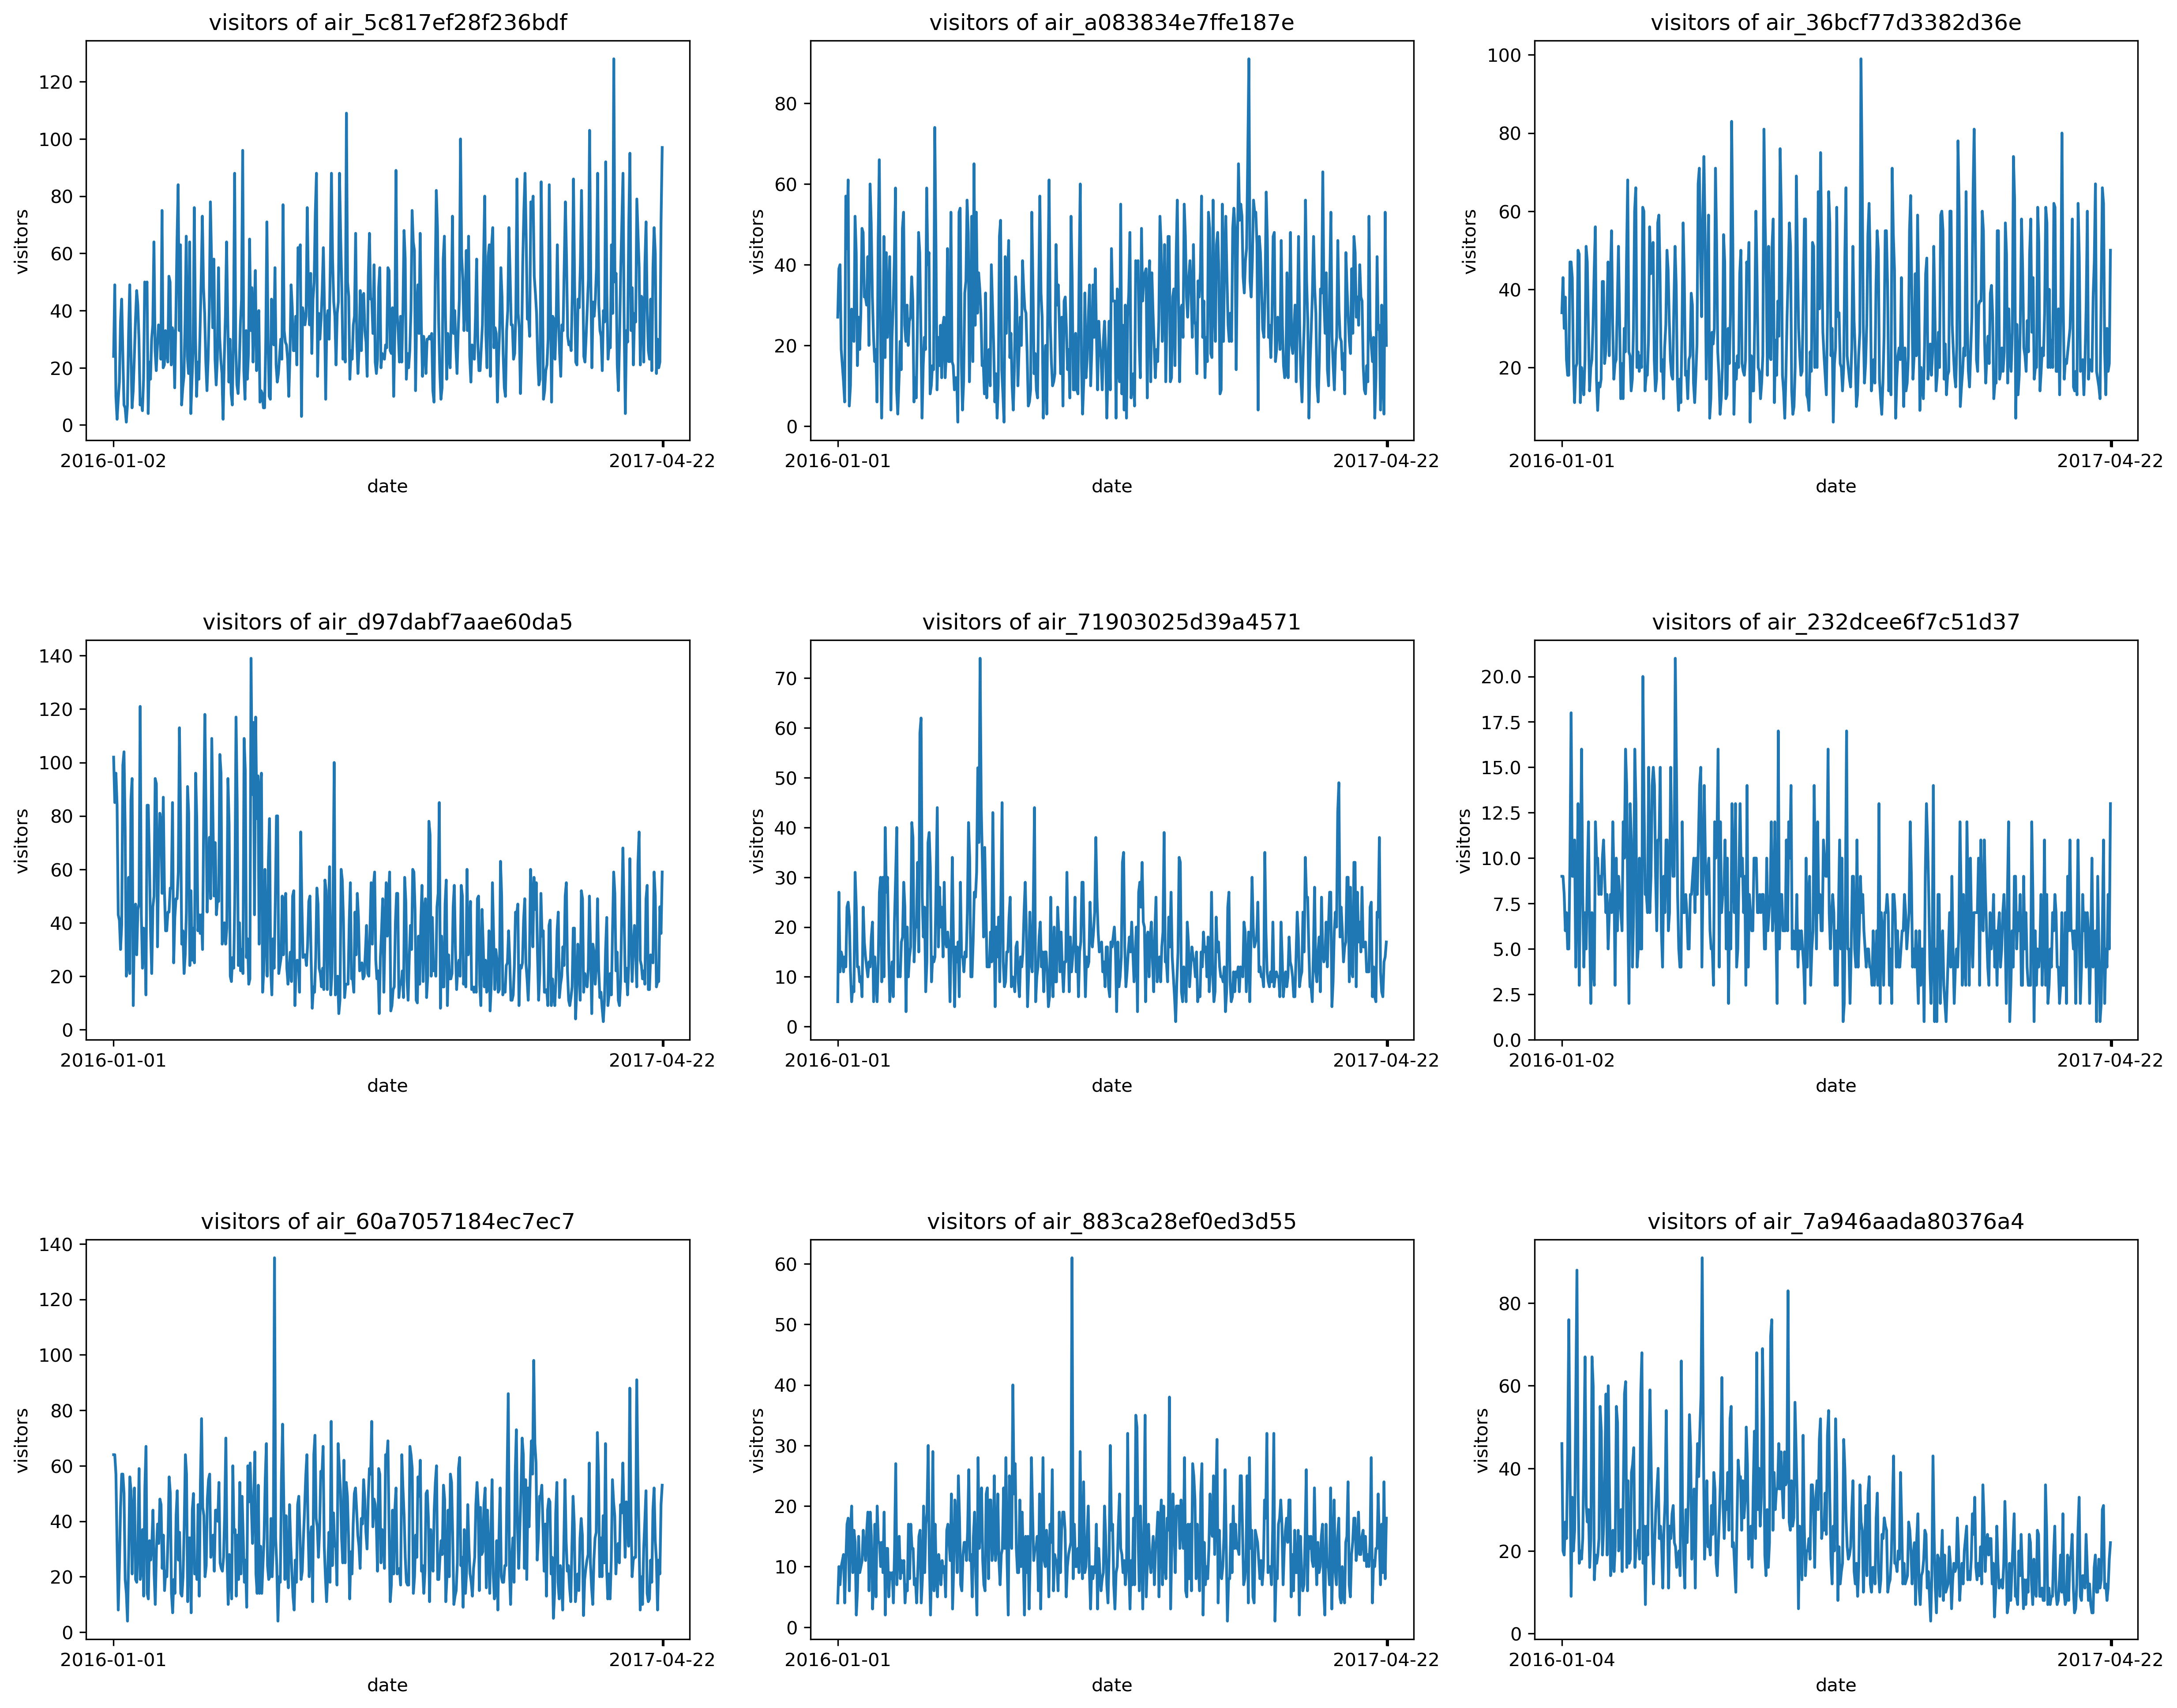 visitors of air_5c817ef28f236bdf
visitors
120
100
80
60
40
20
0
2016-01-02
2017-04-22
date
visitors of air_a083834e7ffe187e
visitors
80
60
40
20
0
2016-01-01
2017-04-22
date
visitors of air_36bcf77d3382d36e
visitors
100
80
60
40
20
2016-01-01
2017-04-22
date
visitors of air_d97dabf7aae60da5
visitors
140
120
100
80
60
40
20
0
2016-01-01
2017-04-22
date
visitors of air_71903025d39a4571
visitors
70
60
50
40
30
20
10
0
2016-01-01
2017-04-22
date
visitors of air_232dcee6f7c51d37
visitors
20.0
17.5
15.0
12.5
10.0
7.5
5.0
2.5
0.0
2016-01-02
2017-04-22
date
visitors of air_60a7057184ec7ec7
visitors
140
120
100
80
60
40
20
0
2016-01-01
2017-04-22
date
visitors of air_883ca28ef0ed3d55
visitors
60
50
40
30
20
10
0
2016-01-01
2017-04-22
date
visitors of air_7a946aada80376a4
visitors
80
60
40
20
0
2016-01-04
2017-04-22
date